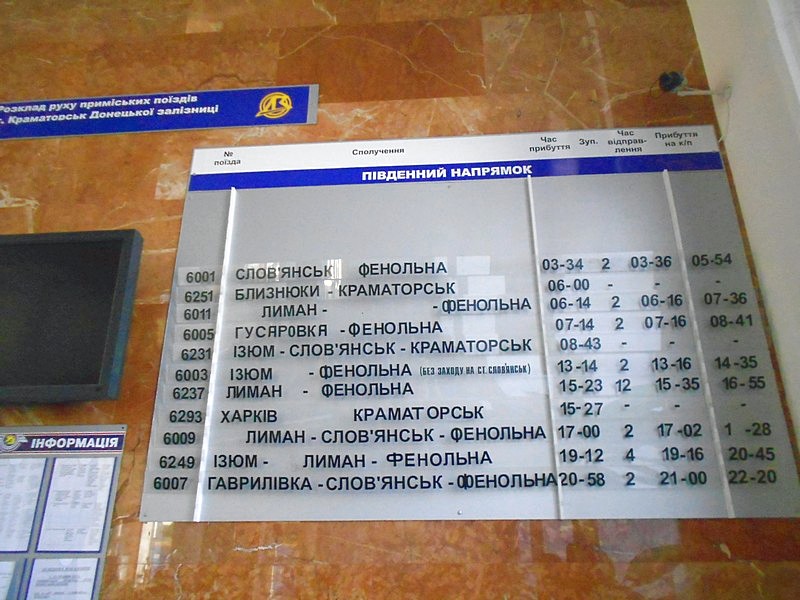 Розклад руху приміських поїздів
ст. Краматорськ Донецької залізниці
№ поїзда Сполучення Час прибуття Зуп. Час відправ-лення Прибуття на к/п
ПІВДЕННИЙ НАПРЯМОК
6001 СЛОВ'ЯНСЬК ФЕНОЛЬНА 03-34 2 03-36 05-54
6251 БЛИЗНЮКИ - КРАМАТОРСЬК 06-00 - - -
6011 ЛИМАН - - ФЕНОЛЬНА 06-14 2 06-16 07-36
6005 ГУСЯРОВКЯ - ФЕНОЛЬНА 07-14 2 07-16 08-41
6231 ІЗЮМ - СЛОВ'ЯНСЬК - КРАМАТОРСЬК 08-43 - - -
6003 ІЗЮМ - ФЕНОЛЬНА (БЕЗ ЗАХОДУ НА СТ. СЛОВ'ЯНСЬК) 13-14 2 13-16 14-35
6237 ЛИМАН - ФЕНОЛЬНА 15-23 12 15-35 16-55
6293 ХАРКІВ КРАМАТОРСЬК 15-27 - - -
6009 ЛИМАН - СЛОВ'ЯНСЬК - ФЕНОЛЬНА 17-00 2 17-02 1 -28
6249 ІЗЮМ - ЛИМАН - ФЕНОЛЬНА 19-12 4 19-16 20-45
6007 ГАВРИЛІВКА - СЛОВ'ЯНСЬК - ФЕНОЛЬНА 20-58 2 21-00 22-20
ІНФОРМАЦІЯ